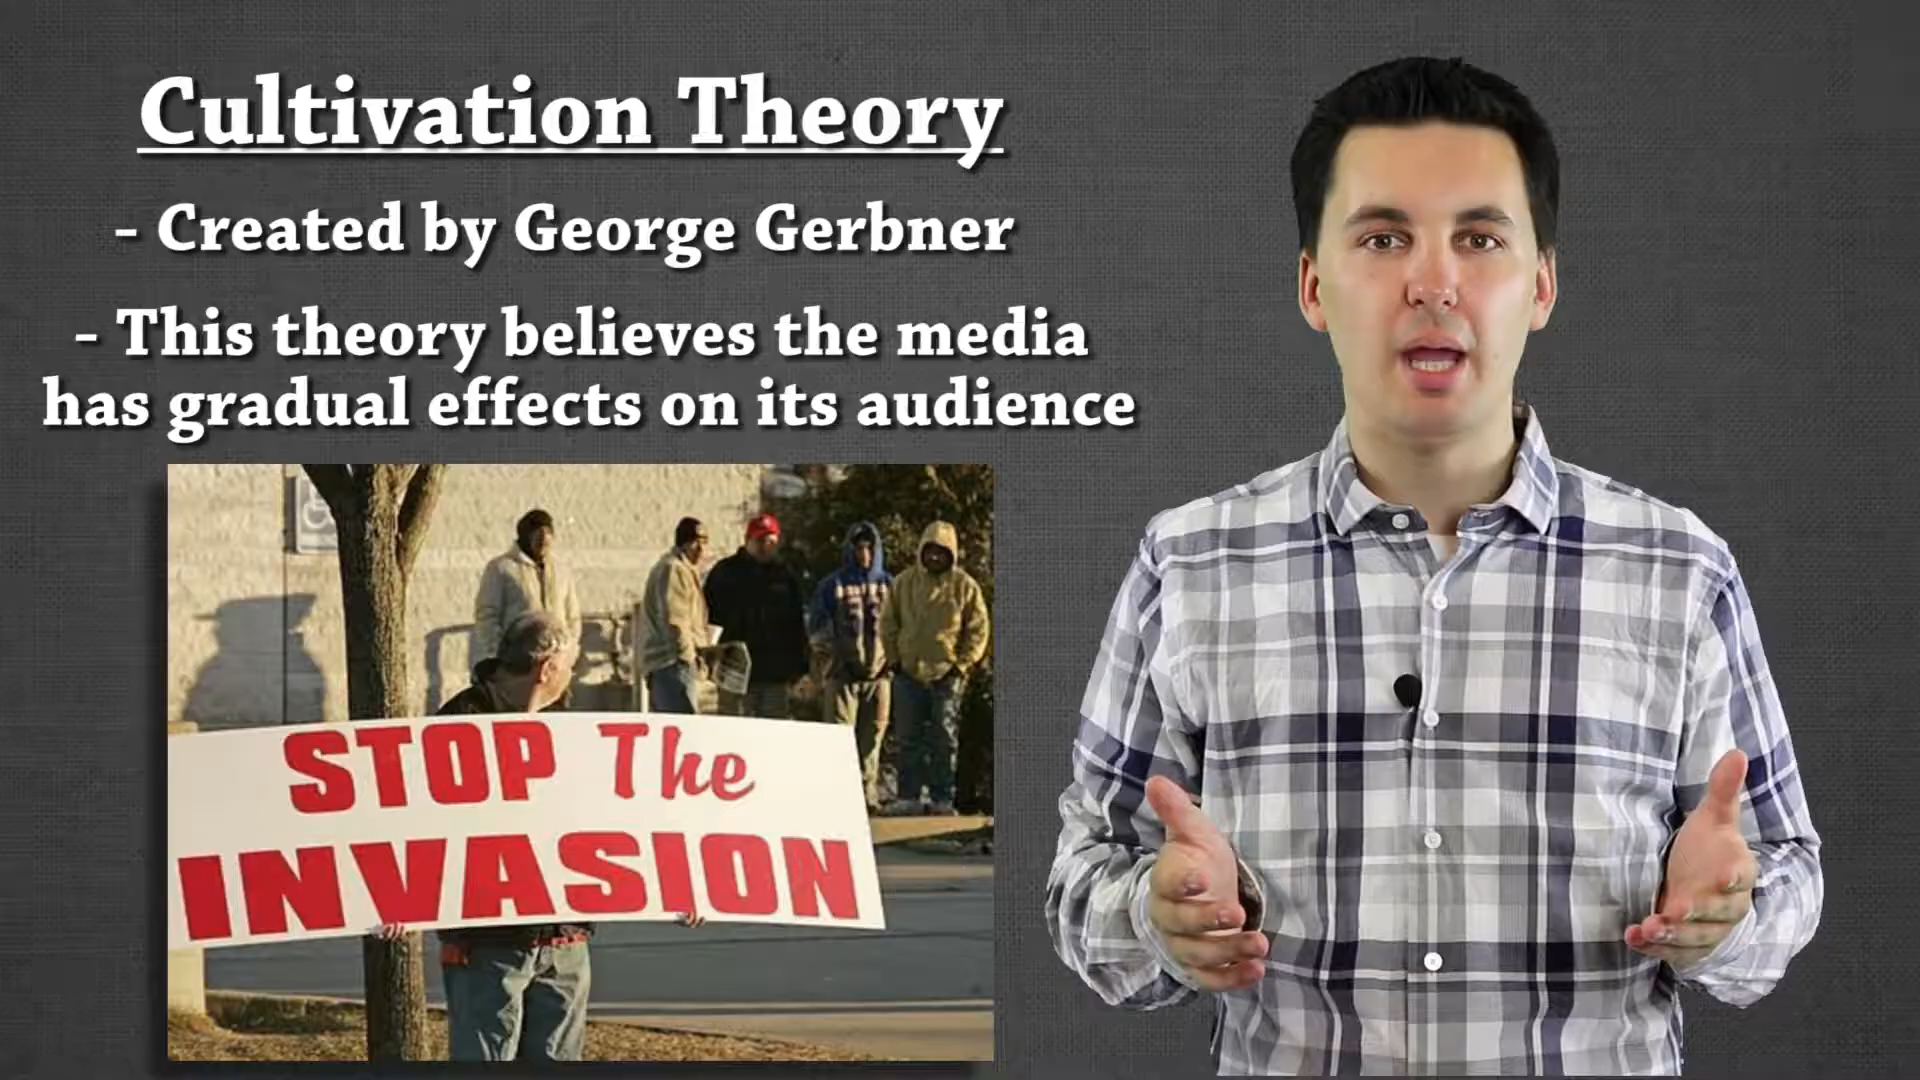 Cultivation Theory
- Created by George Gerbner
- This theory believes the media
has gradual effects on its audience
STOP The
INVASION